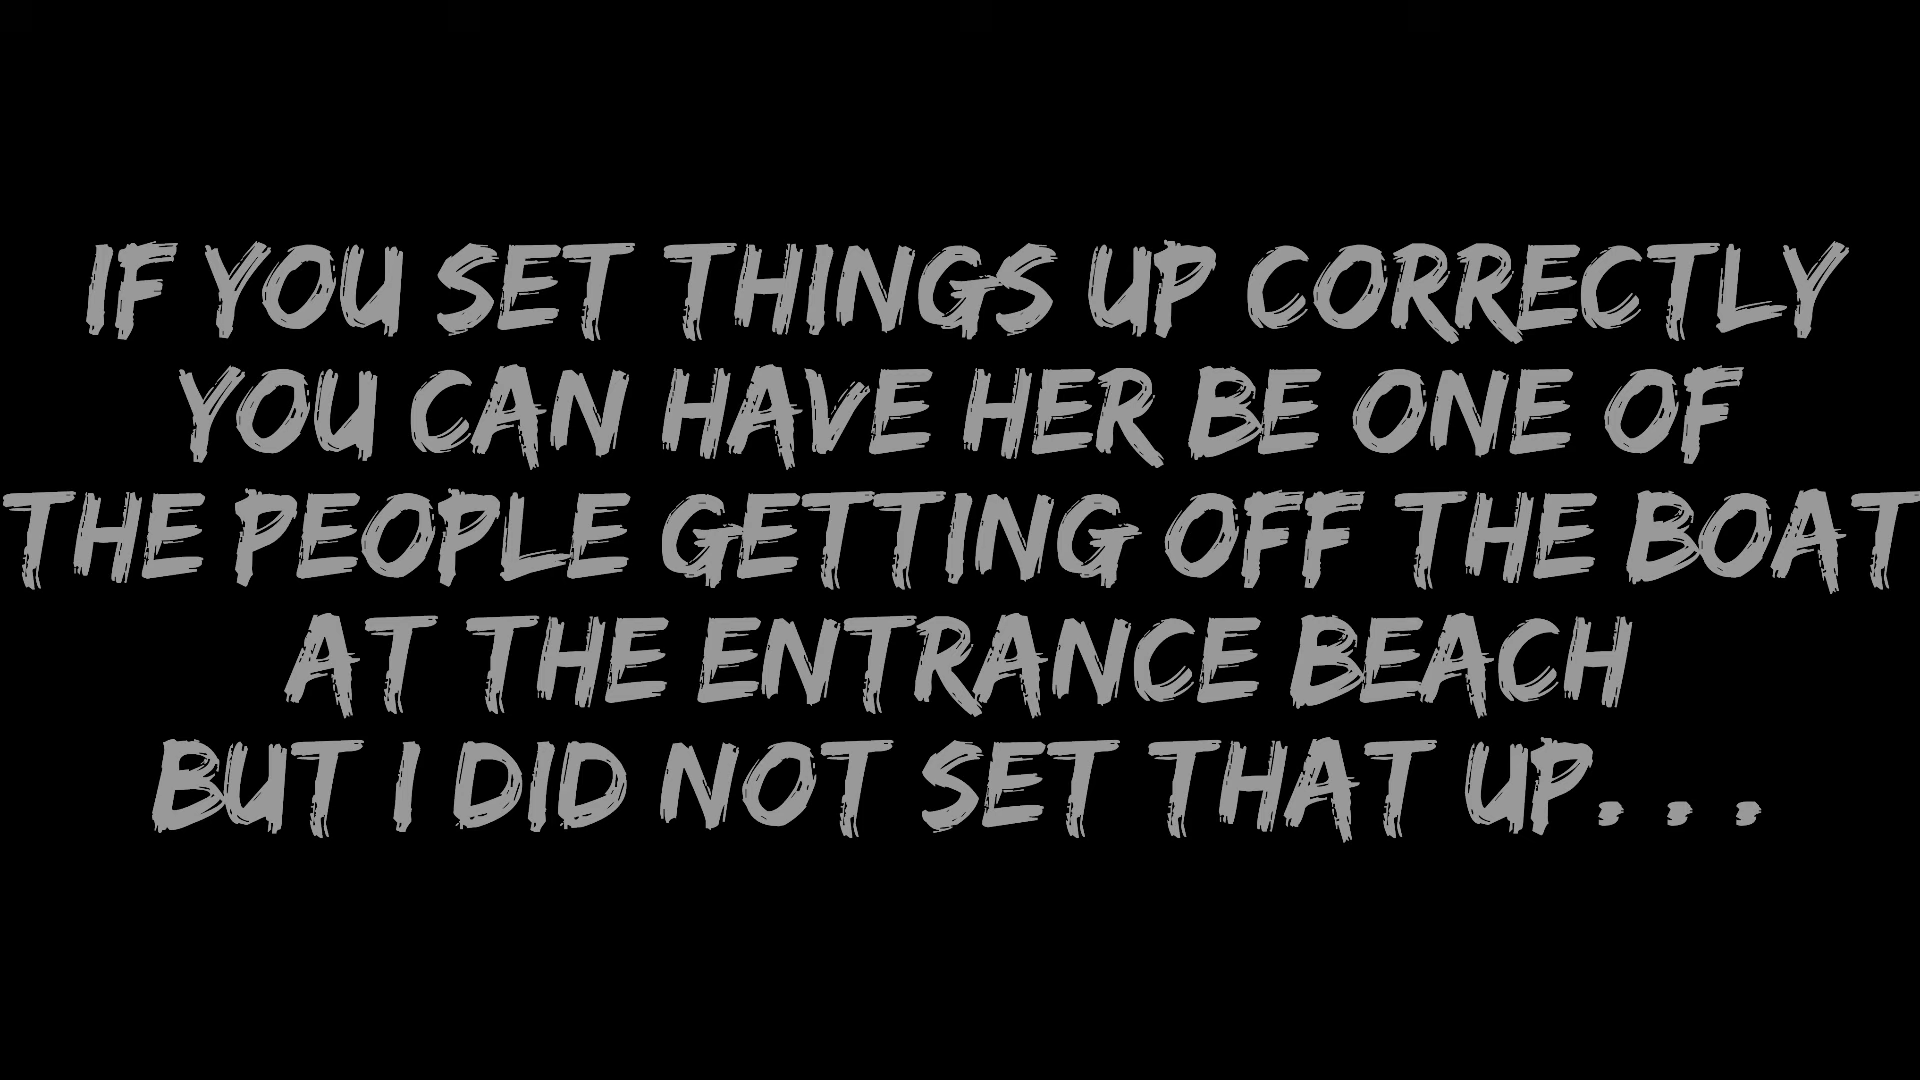 IF YOU SET THINGS UP CORRECTLY
YOU CAN HAVE HER BE ONE OF
THE PEOPLE GETTING OFF THE BOAT
AT THE ENTRANCE BEACH
BUT I DID NOT SET THAT UP. . .